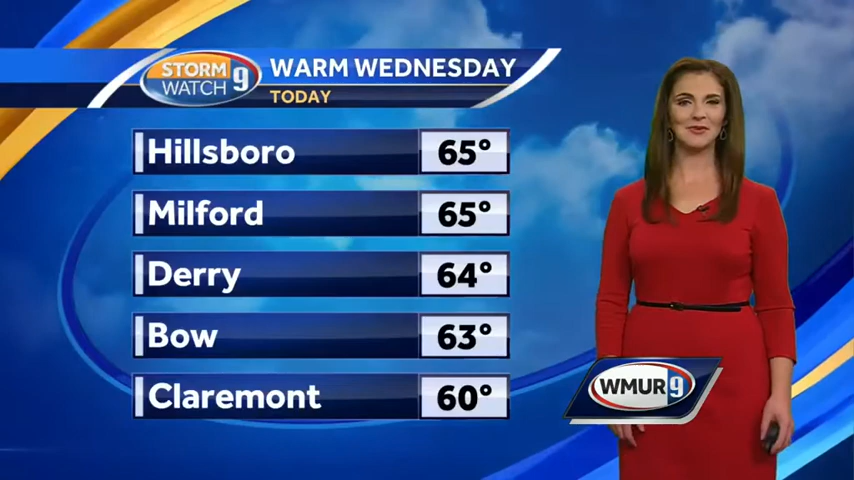 STORM
WATCH 9
WARM WEDNESDAY
TODAY
Hillsboro 65°
Milford 65°
Derry 64°
Bow 63°
Claremont 60°
WMUR 9